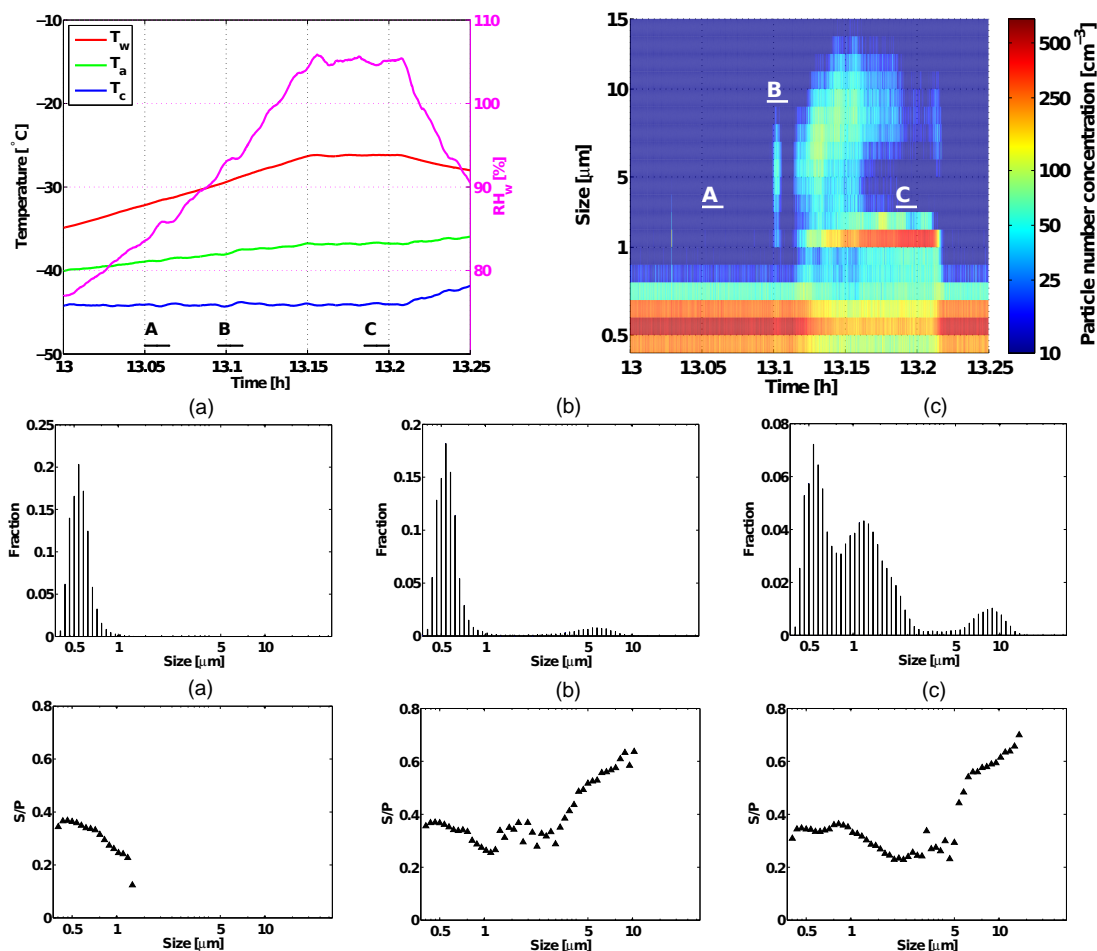 −10
−20
−30
−40
−50
Temperature [°C]
T_w
T_a
T_c
A
B
C
110
105
100
90
80
RH_w [%]
13
13.05
13.1
13.15
13.2
13.25
Time [h]
15
10
5
1
0.5
Size [μm]
A
B
C
13
13.05
13.1
13.15
13.2
13.25
Time [h]
500
250
100
50
25
10
Particle number concentration [cm−3]
(a)
(b)
(c)
0.25
0.2
0.15
0.1
0.05
0
Fraction
0.5
1
5
10
Size [μm]
0.2
0.15
0.1
0.05
0
Fraction
0.5
1
5
10
Size [μm]
0.08
0.06
0.04
0.02
0
Fraction
0.5
1
5
10
Size [μm]
(a)
(b)
(c)
0.8
0.6
0.4
0.2
0
S/P
0.5
1
5
10
Size [μm]
0.8
0.6
0.4
0.2
0
S/P
0.5
1
5
10
Size [μm]
0.8
0.6
0.4
0.2
0
S/P
0.5
1
5
10
Size [μm]